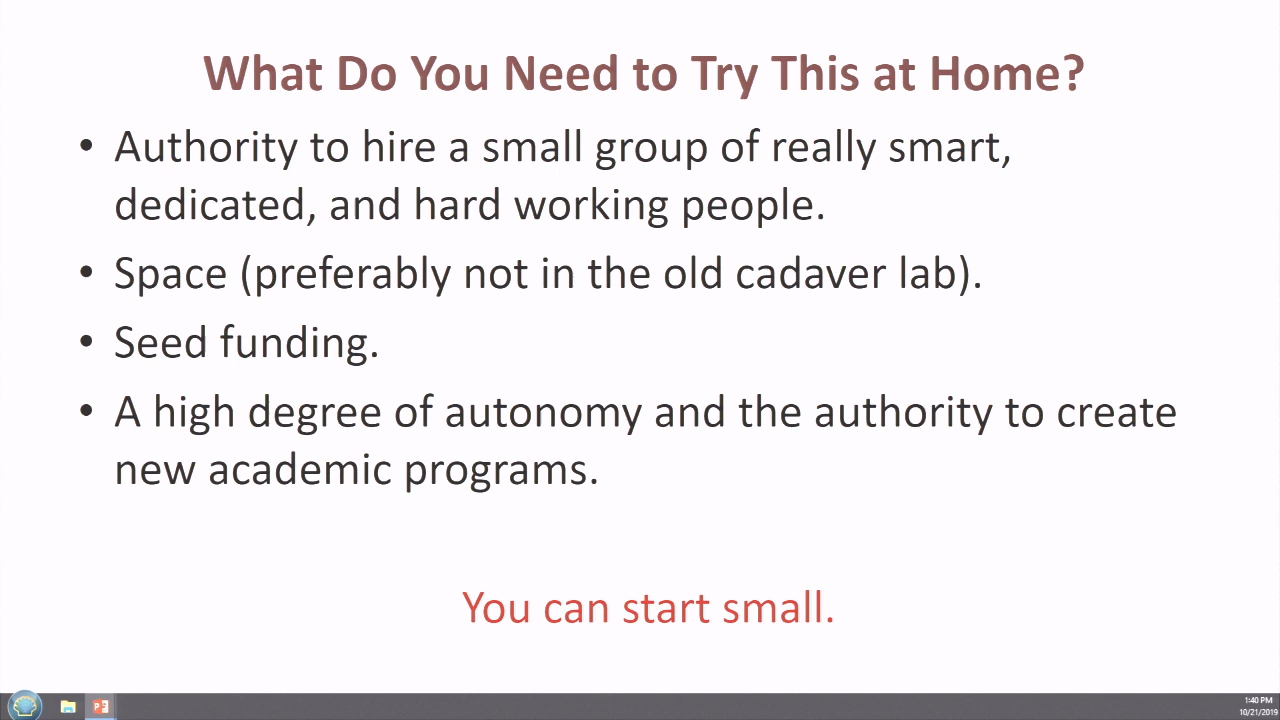 What Do You Need to Try This at Home?
• Authority to hire a small group of really smart,
dedicated, and hard working people.
• Space (preferably not in the old cadaver lab).
• Seed funding.
• A high degree of autonomy and the authority to create
new academic programs.
You can start small.
1:40 PM
10/21/2019